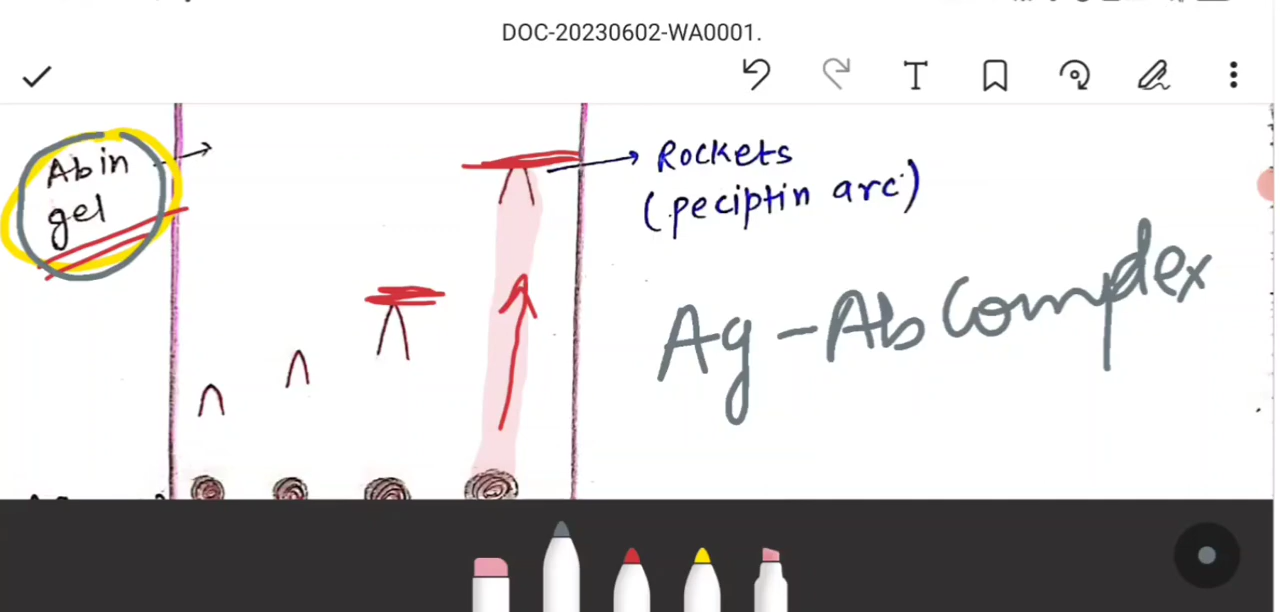 DOC-20230602-WA0001.
T
Ab in
gel
Rockets
(peciptin arc)
Ag-Ab Complex